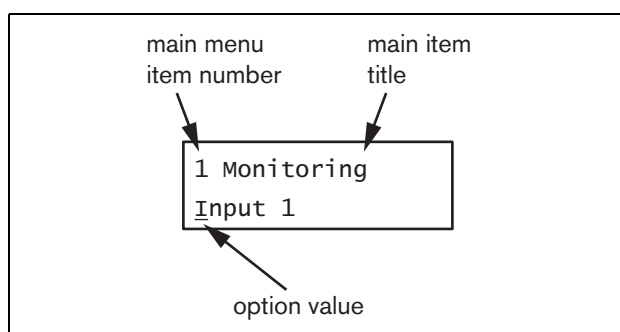 main menu
item number
main item
title
1 Monitoring
Input 1
option value